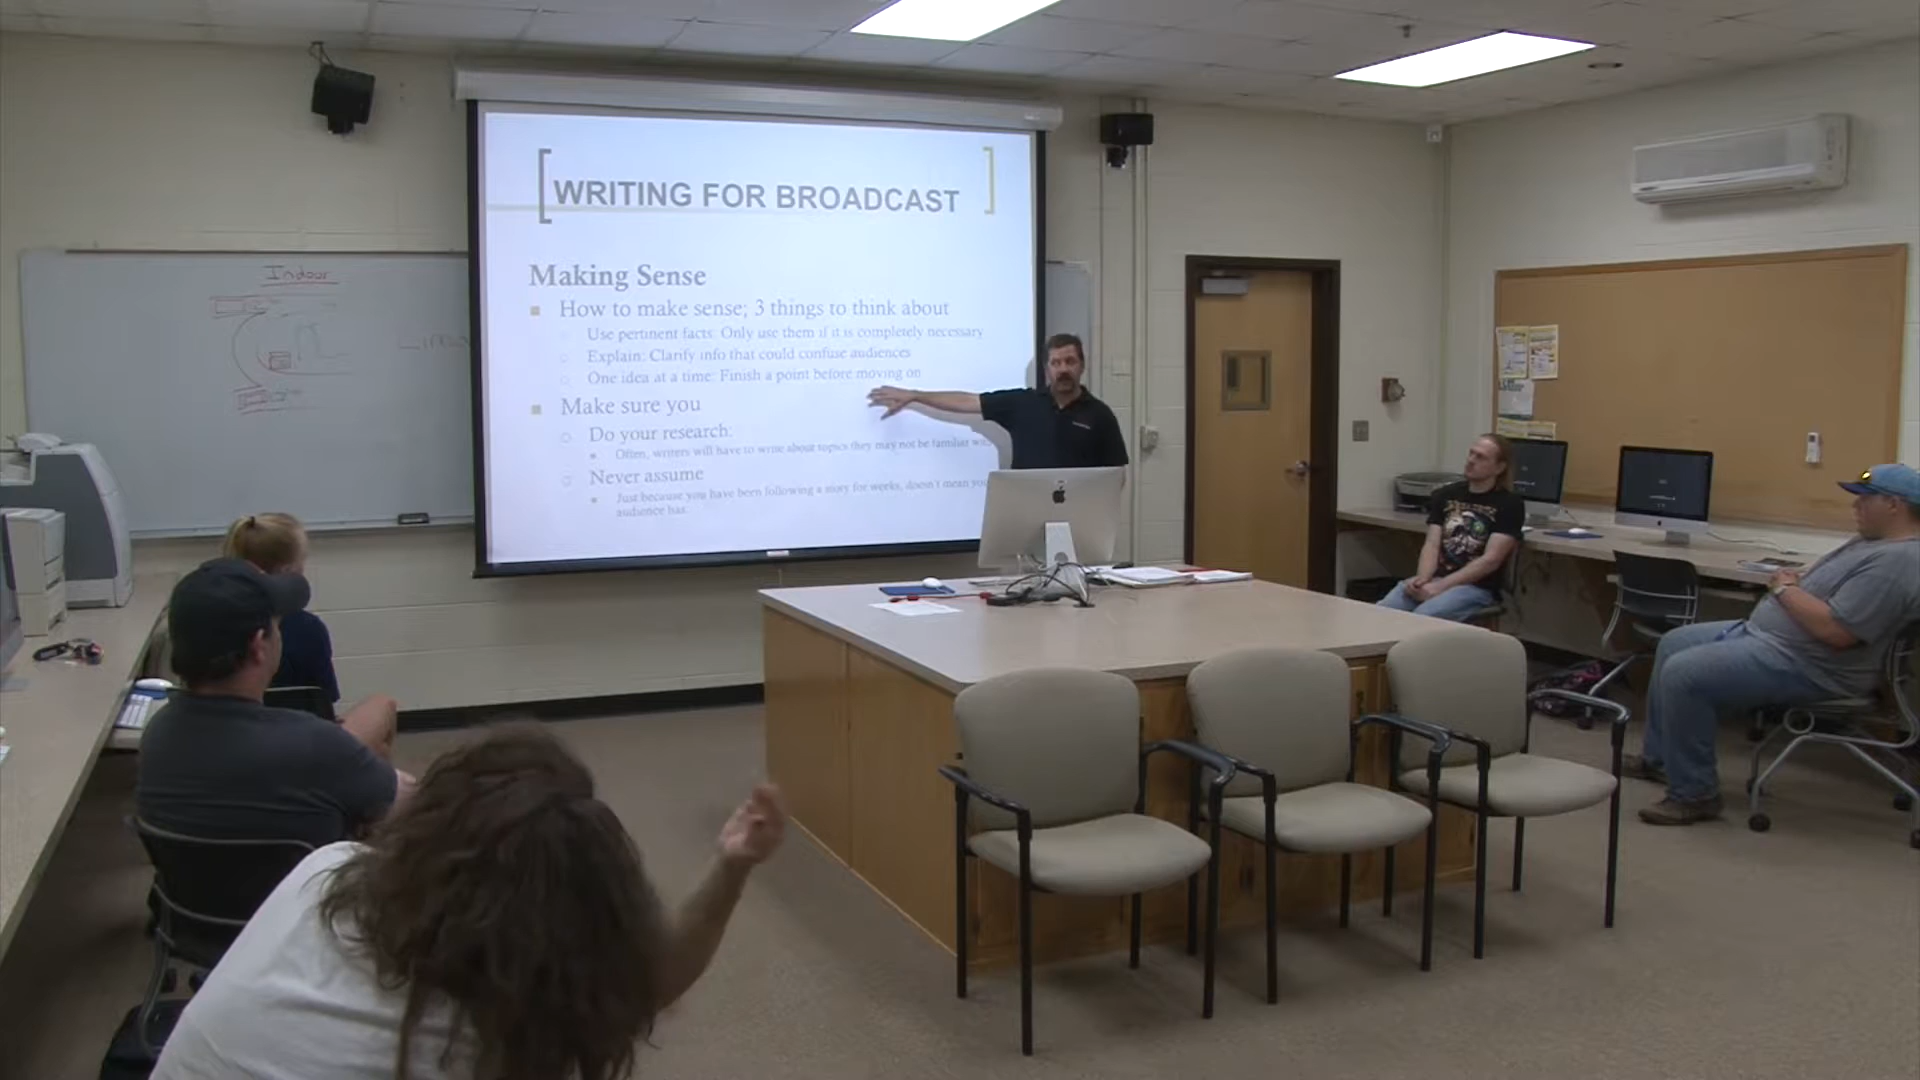 WRITING FOR BROADCAST
Making Sense
How to make sense; 3 things to think about
Use pertinent facts: Only use them if it is completely necessary
Explain: Clarify info that could confuse audiences
One idea at a time: Finish a point before moving on
Make sure you
Do your research:
Often, writers will have to write about topics they may not be familiar
Never assume
Just because you have been following a story for weeks, doesn't mean
audience has.
Indoor